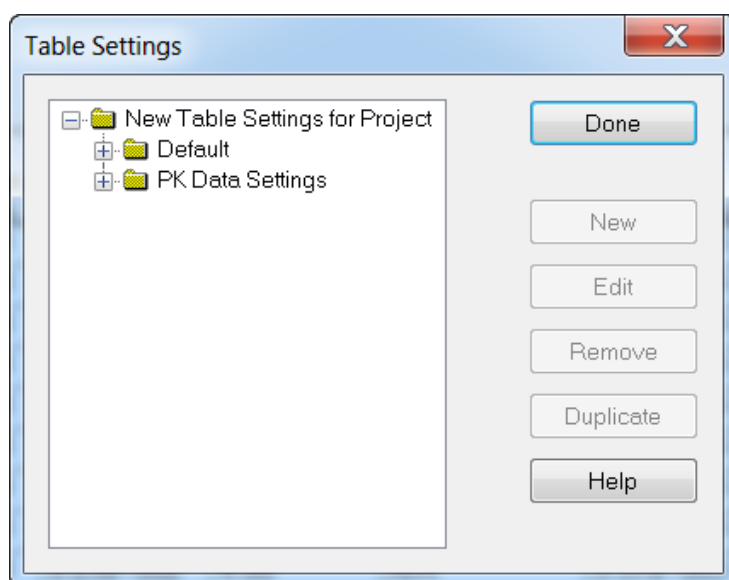 Table Settings
New Table Settings for Project
Default
PK Data Settings
Done
New
Edit
Remove
Duplicate
Help